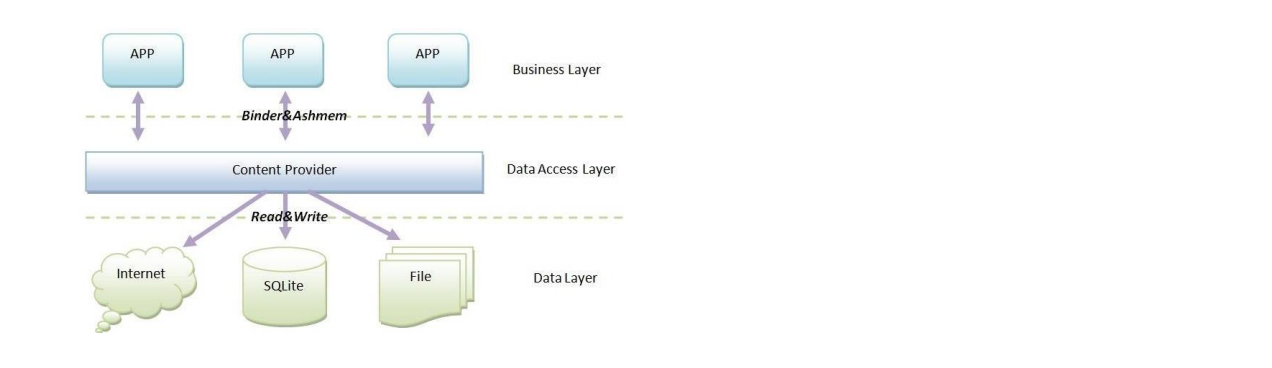 APP
APP
APP
Business Layer
Binder&Ashmem
Content Provider
Data Access Layer
Read&Write
Internet
SQLite
File
Data Layer